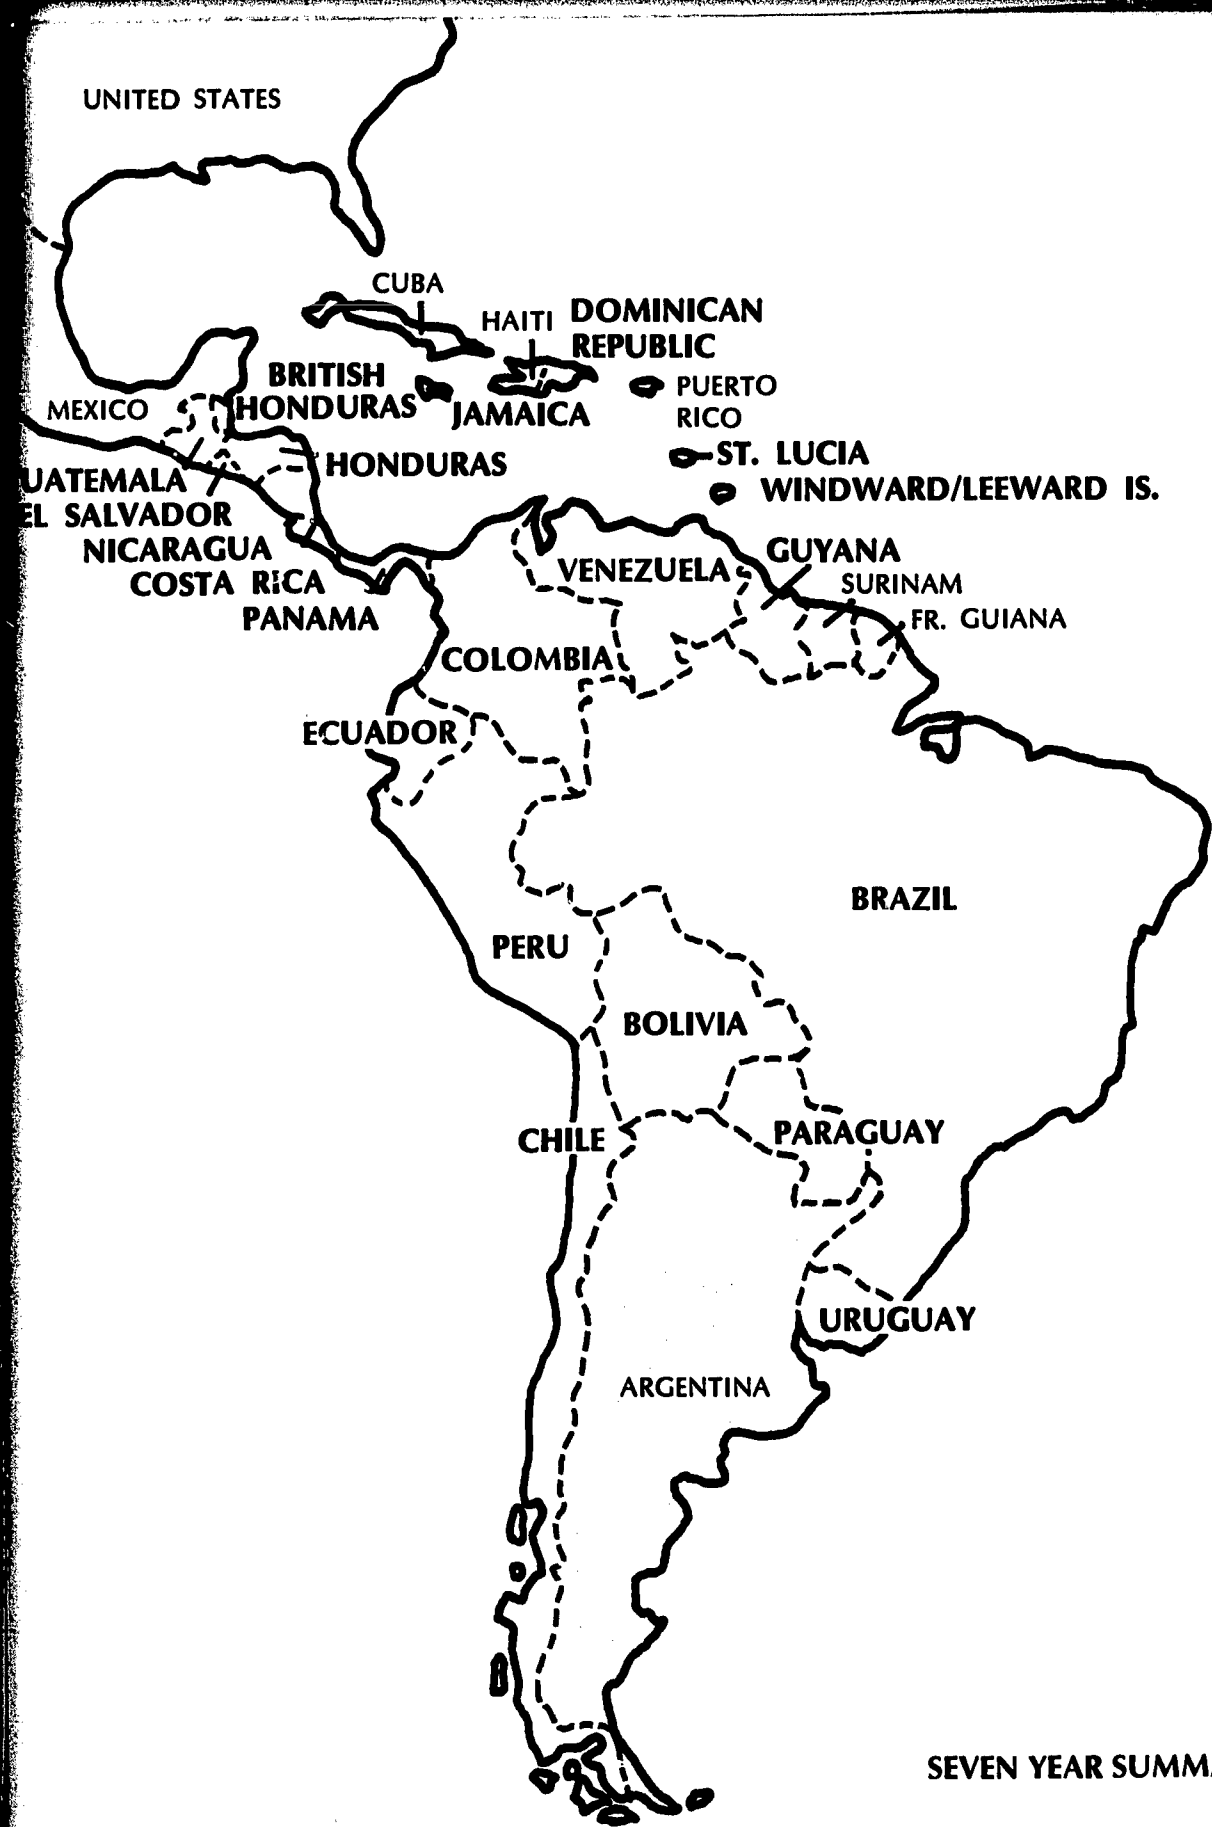 UNITED STATES
CUBA
HAITI
DOMINICAN
REPUBLIC
BRITISH
HONDURAS
JAMAICA
PUERTO
RICO
MEXICO
ST. LUCIA
HONDURAS
UATEMALA
WINDWARD/LEEWARD IS.
EL SALVADOR
NICARAGUA
GUYANA
VENEZUELA
COSTA RICA
SURINAM
PANAMA
FR. GUIANA
COLOMBIA
ECUADOR
BRAZIL
PERU
BOLIVIA
CHILE
PARAGUAY
URUGUAY
ARGENTINA
SEVEN YEAR SUMM